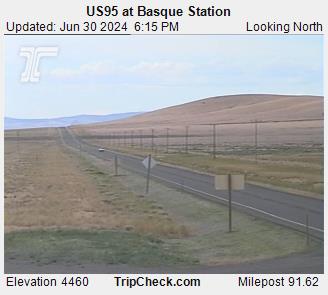 US95 at Basque Station
Updated: Jun 30 2024 6:15 PM Looking North
Elevation 4460 TripCheck.com Milepost 91.62